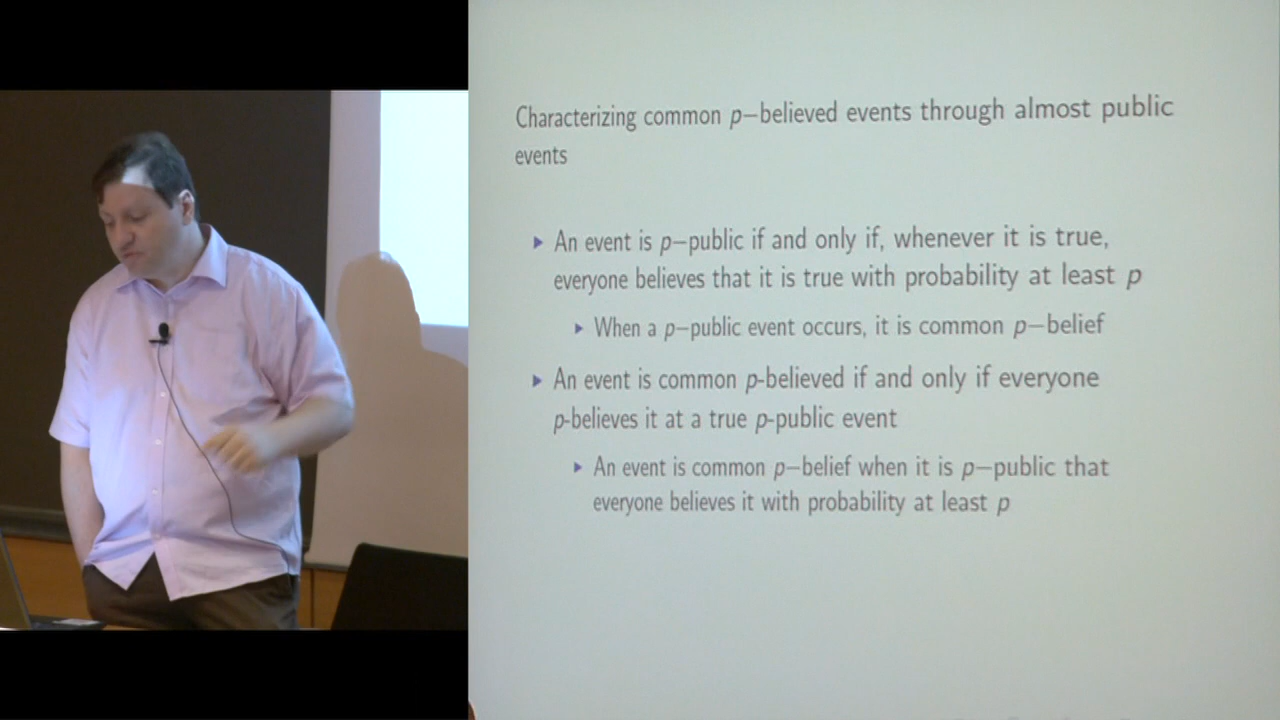 Characterizing common p–believed events through almost public
events
▸ An event is p–public if and only if, whenever it is true,
everyone believes that it is true with probability at least p
▸ When a p–public event occurs, it is common p–belief
▸ An event is common p-believed if and only if everyone
p-believes it at a true p-public event
▸ An event is common p–belief when it is p–public that
everyone believes it with probability at least p